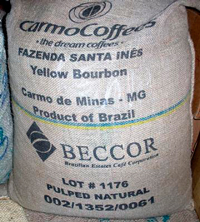 CarmoCoffees
the dream coffees
FAZENDA SANTA INÊS
Yellow Bourbon
Carmo de Minas - MG
Product of Brazil
BECCOR
Brazilian Estates Café Corporation
LOT # 1176
PULPED NATURAL
002/1352/0061